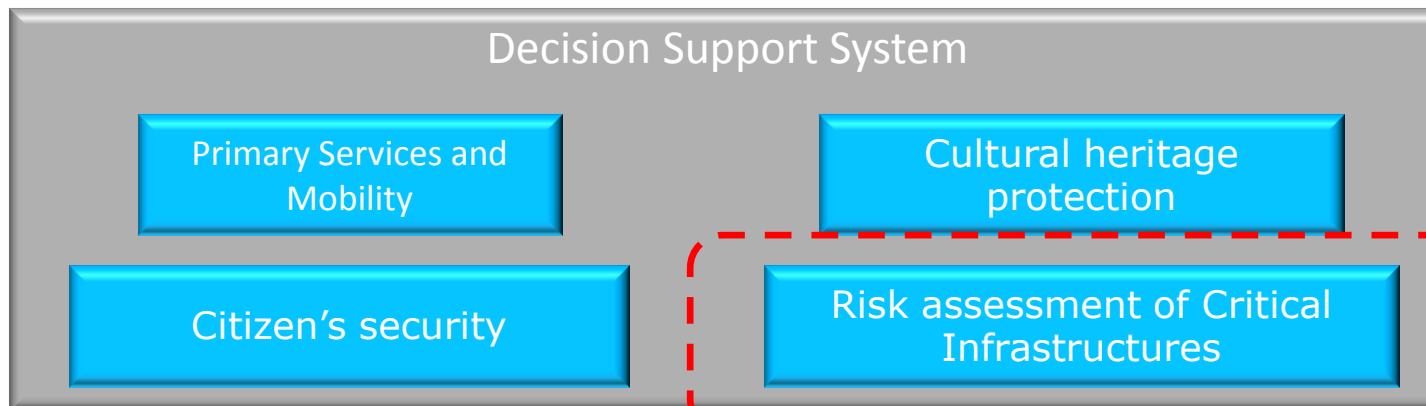 Decision Support System
Primary Services and
Mobility
Cultural heritage
protection
Citizen’s security
Risk assessment of Critical
Infrastructures